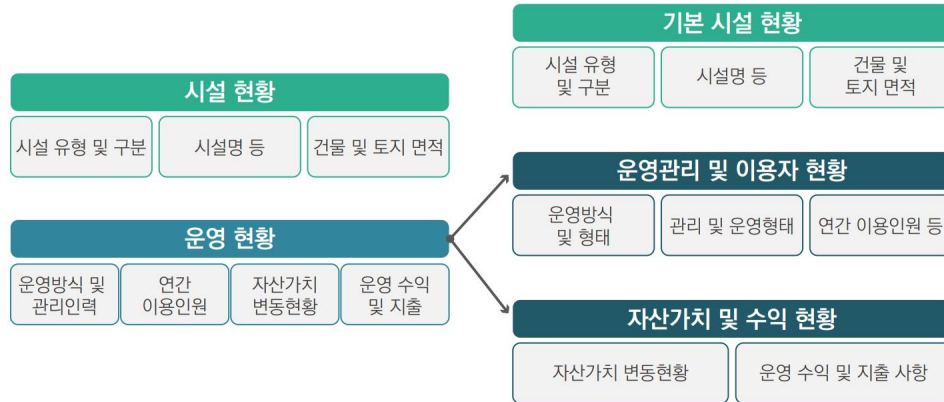 시설 현황
시설 유형 및 구분
시설명 등
건물 및 토지 면적
운영 현황
운영방식 및
관리인력
연간
이용인원
자산가치
변동현황
운영 수익
및 지출
기본 시설 현황
시설 유형
및 구분
시설명 등
건물 및
토지 면적
운영관리 및 이용자 현황
운영방식
및 형태
관리 및 운영형태
연간 이용인원 등
자산가치 및 수익 현황
자산가치 변동현황
운영 수익 및 지출 사항